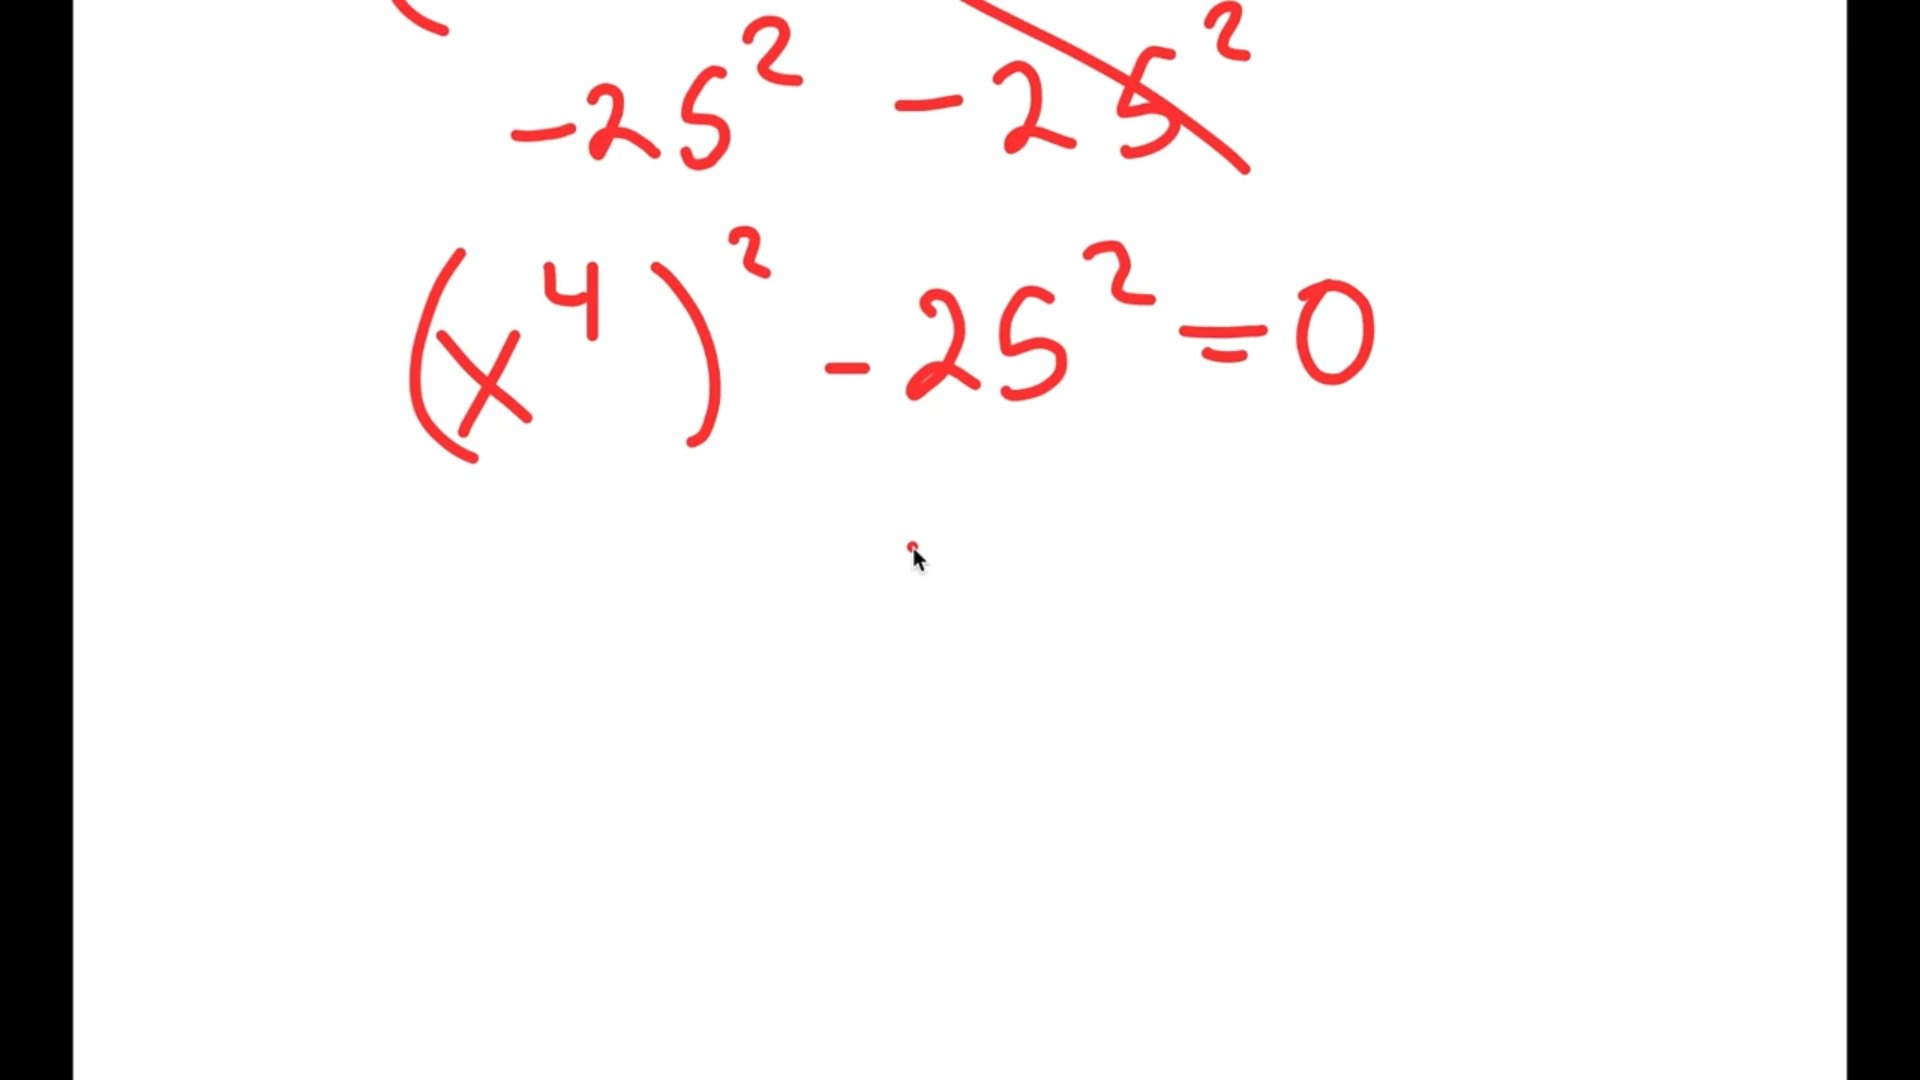 -25² -25²
(x⁴)² - 25² = 0